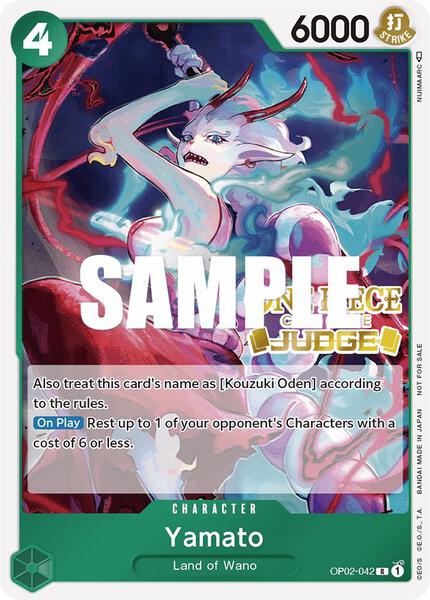 4
6000
打
STRIKE
NIJIMAARC
SAMPLE
ONE PIECE
JUDGE
Also treat this card's name as [Kouzuki Oden] according
to the rules.
On Play Rest up to 1 of your opponent's Characters with a
cost of 6 or less.
CHARACTER
Yamato
Land of Wano
OP02-042 R 1
©E.O/S ©E.O./S., T.A. BANDAI MADE IN JAPAN NOT FOR SALE